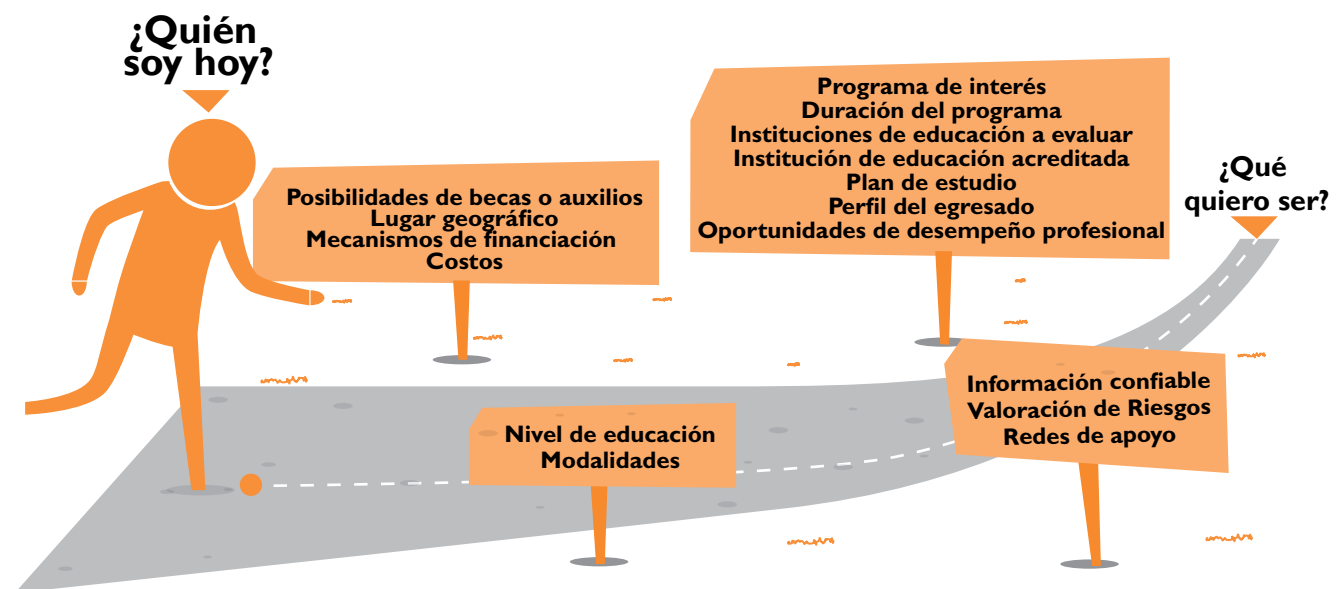 ¿Quién
soy hoy?
Posibilidades de becas o auxilios
Lugar geográfico
Mecanismos de financiación
Costos
Programa de interés
Duración del programa
Instituciones de educación a evaluar
Institución de educación acreditada
Plan de estudio
Perfil del egresado
Oportunidades de desempeño profesional
¿Qué
quiero ser?
Nivel de educación
Modalidades
Información confiable
Valoración de Riesgos
Redes de apoyo